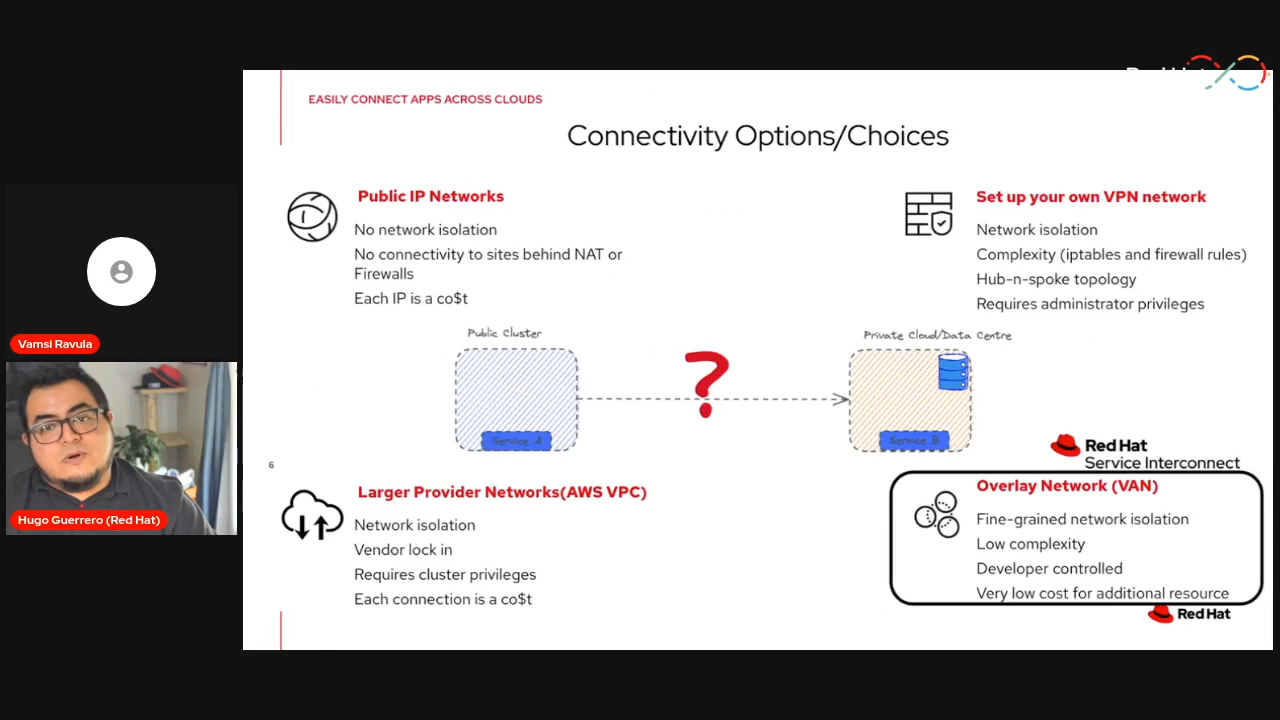 EASILY CONNECT APPS ACROSS CLOUDS
Connectivity Options/Choices
Public IP Networks
No network isolation
No connectivity to sites behind NAT or
Firewalls
Each IP is a co$t
Set up your own VPN network
Network isolation
Complexity (iptables and firewall rules)
Hub-n-spoke topology
Requires administrator privileges
Public Cluster
Service A
?
Private Cloud/Data Centre
Service B
Red Hat
Service Interconnect
6
Larger Provider Networks(AWS VPC)
Network isolation
Vendor lock in
Requires cluster privileges
Each connection is a co$t
Overlay Network (VAN)
Fine-grained network isolation
Low complexity
Developer controlled
Very low cost for additional resource
Red Hat
Vamsi Ravula
Hugo Guerrero (Red Hat)